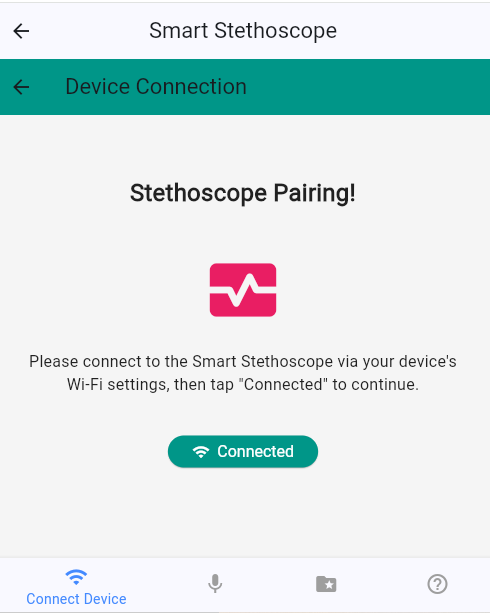 Smart Stethoscope
Device Connection
Stethoscope Pairing!
Please connect to the Smart Stethoscope via your device's
Wi-Fi settings, then tap "Connected" to continue.
Connected
Connect Device